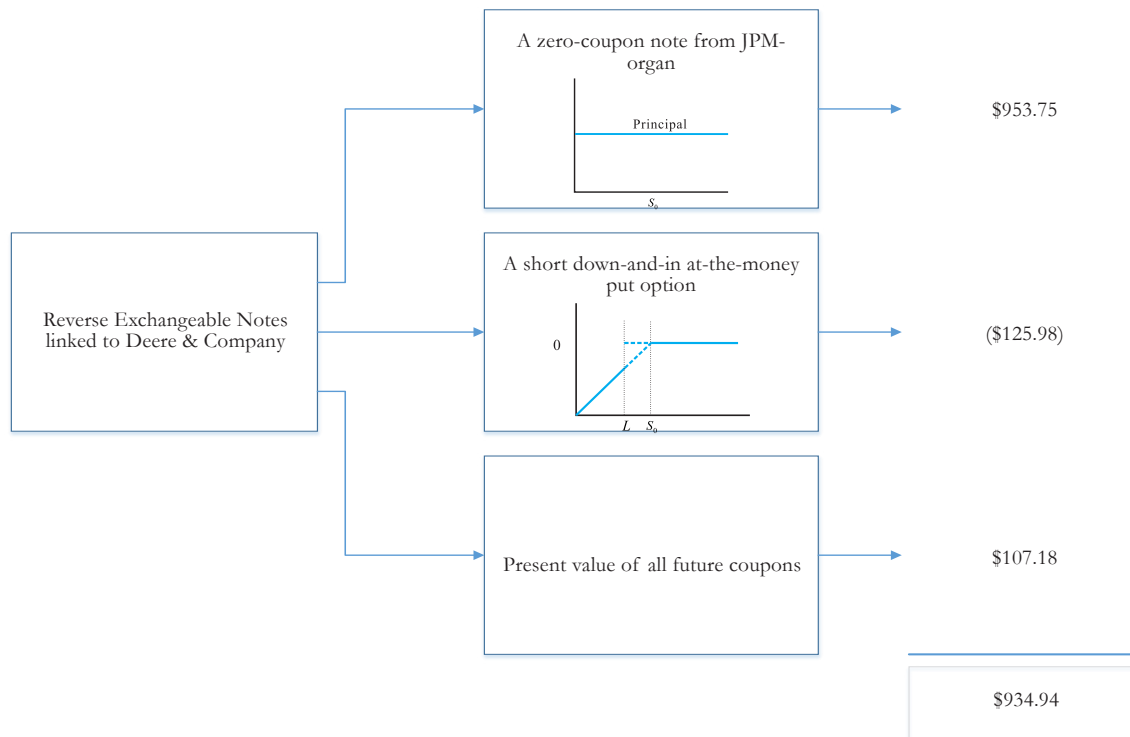 A zero-coupon note from JPM-
organ
Principal
S₀
$953.75
Reverse Exchangeable Notes
linked to Deere & Company
A short down-and-in at-the-money
put option
0
L S₀
($125.98)
Present value of all future coupons
$107.18
$934.94